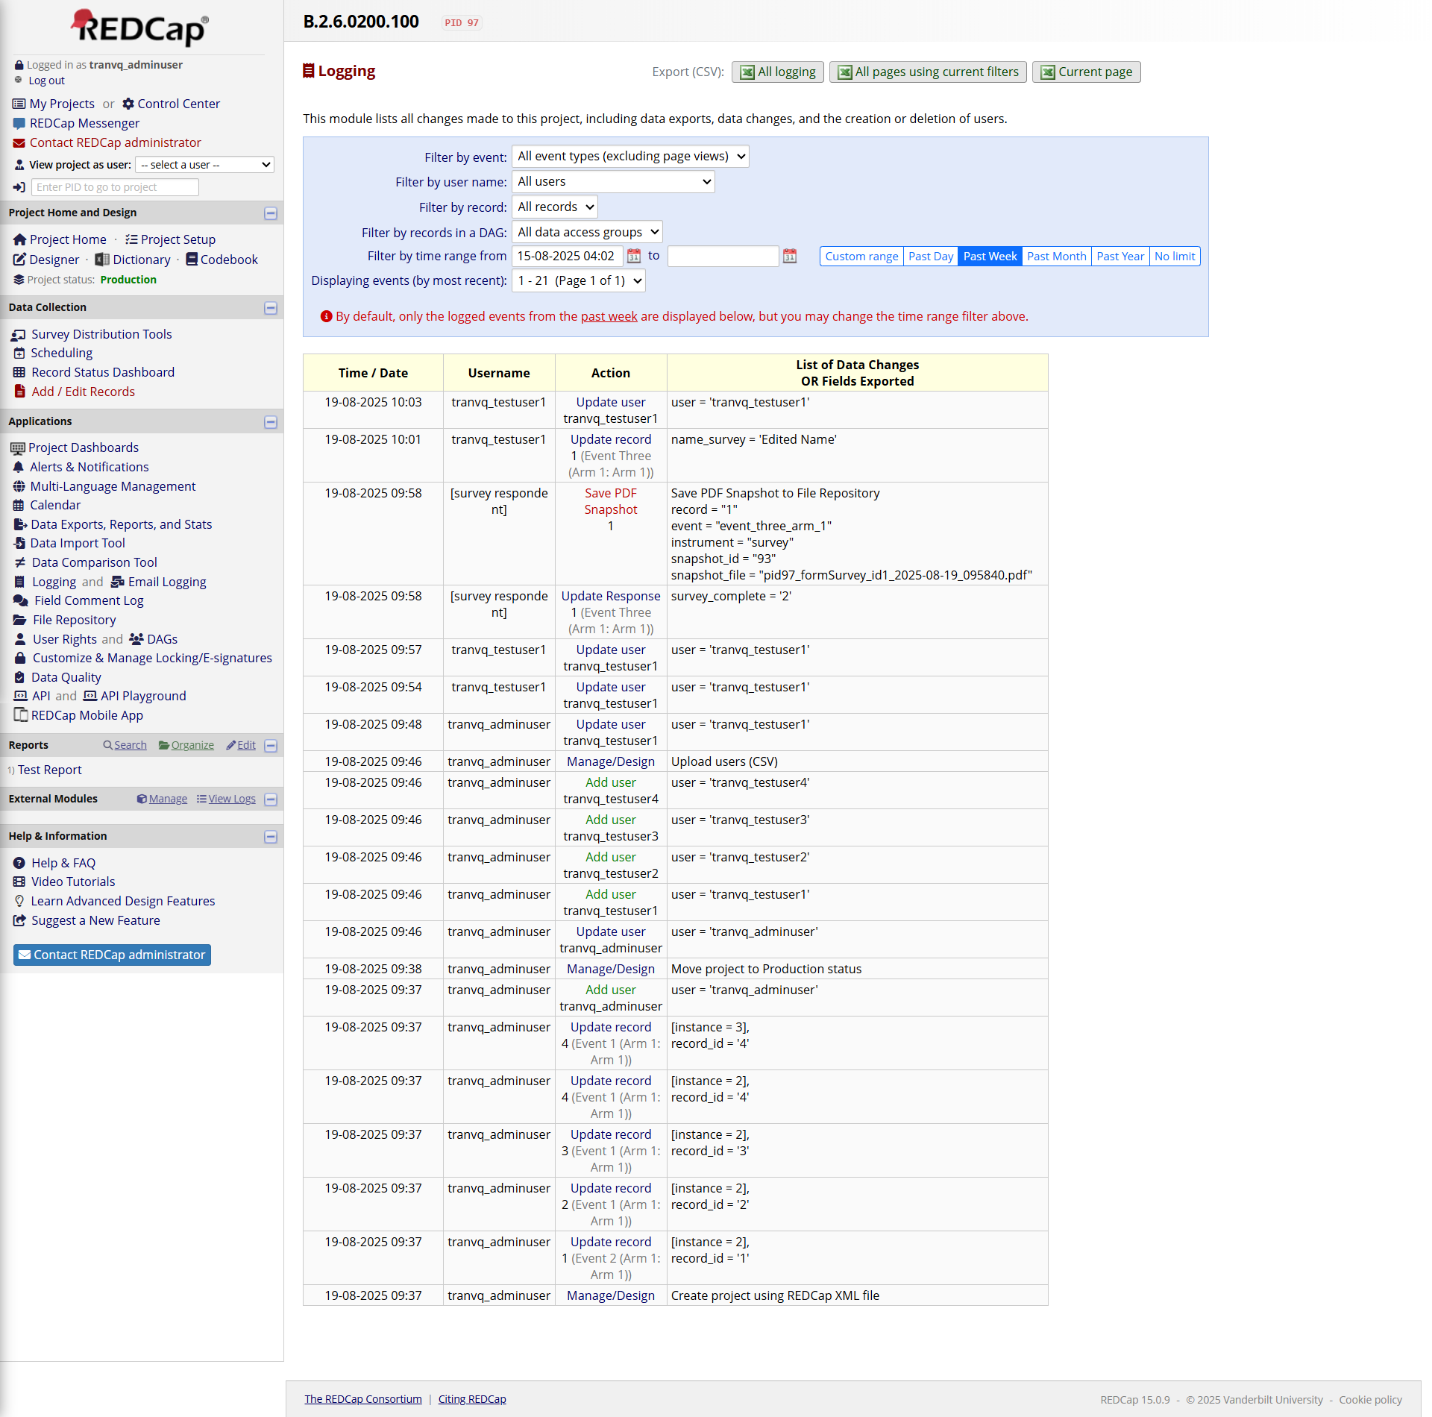 REDCap®
Logged in as tranvq_adminuser
Log out
My Projects or Control Center
REDCap Messenger
Contact REDCap administrator
View project as user: -- select a user --
Enter PID to go to project
Project Home and Design
Project Home · Project Setup
Designer · Dictionary · Codebook
Project status: Production
Data Collection
Survey Distribution Tools
Scheduling
Record Status Dashboard
Add / Edit Records
Applications
Project Dashboards
Alerts & Notifications
Multi-Language Management
Calendar
Data Exports, Reports, and Stats
Data Import Tool
Data Comparison Tool
Logging and Email Logging
Field Comment Log
File Repository
User Rights and DAGs
Customize & Manage Locking/E-signatures
Data Quality
API and API Playground
REDCap Mobile App
Reports Search Organize Edit
1) Test Report
External Modules Manage View Logs
Help & Information
Help & FAQ
Video Tutorials
Learn Advanced Design Features
Suggest a New Feature
Contact REDCap administrator
B.2.6.0200.100 PID 97
Logging
Export (CSV): All logging All pages using current filters Current page
This module lists all changes made to this project, including data exports, data changes, and the creation or deletion of users.
Filter by event: All event types (excluding page views)
Filter by user name: All users
Filter by record: All records
Filter by records in a DAG: All data access groups
Filter by time range from 15-08-2025 04:02 to Custom range Past Day Past Week Past Month Past Year No limit
Displaying events (by most recent): 1 - 21 (Page 1 of 1)
By default, only the logged events from the past week are displayed below, but you may change the time range filter above.
Time / Date Username Action List of Data Changes
OR Fields Exported
19-08-2025 10:03 tranvq_testuser1 Update user user = 'tranvq_testuser1'
tranvq_testuser1
19-08-2025 10:01 tranvq_testuser1 Update record name_survey = 'Edited Name'
1 (Event Three
(Arm 1: Arm 1))
19-08-2025 09:58 [survey responde Save PDF Save PDF Snapshot to File Repository
nt] Snapshot record = "1"
1 event = "event_three_arm_1"
instrument = "survey"
snapshot_id = "93"
snapshot_file = "pid97_formSurvey_id1_2025-08-19_095840.pdf"
19-08-2025 09:58 [survey responde Update Response survey_complete = '2'
nt] 1 (Event Three
(Arm 1: Arm 1))
19-08-2025 09:57 tranvq_testuser1 Update user user = 'tranvq_testuser1'
tranvq_testuser1
19-08-2025 09:54 tranvq_testuser1 Update user user = 'tranvq_testuser1'
tranvq_testuser1
19-08-2025 09:48 tranvq_adminuser Update user user = 'tranvq_testuser1'
tranvq_testuser1
19-08-2025 09:46 tranvq_adminuser Manage/Design Upload users (CSV)
19-08-2025 09:46 tranvq_adminuser Add user user = 'tranvq_testuser4'
tranvq_testuser4
19-08-2025 09:46 tranvq_adminuser Add user user = 'tranvq_testuser3'
tranvq_testuser3
19-08-2025 09:46 tranvq_adminuser Add user user = 'tranvq_testuser2'
tranvq_testuser2
19-08-2025 09:46 tranvq_adminuser Add user user = 'tranvq_testuser1'
tranvq_testuser1
19-08-2025 09:46 tranvq_adminuser Update user user = 'tranvq_adminuser'
tranvq_adminuser
19-08-2025 09:38 tranvq_adminuser Manage/Design Move project to Production status
19-08-2025 09:37 tranvq_adminuser Add user user = 'tranvq_adminuser'
tranvq_adminuser
19-08-2025 09:37 tranvq_adminuser Update record [instance = 3],
4 (Event 1 (Arm 1: record_id = '4'
Arm 1))
19-08-2025 09:37 tranvq_adminuser Update record [instance = 2],
4 (Event 1 (Arm 1: record_id = '4'
Arm 1))
19-08-2025 09:37 tranvq_adminuser Update record [instance = 2],
3 (Event 1 (Arm 1: record_id = '3'
Arm 1))
19-08-2025 09:37 tranvq_adminuser Update record [instance = 2],
2 (Event 1 (Arm 1: record_id = '2'
Arm 1))
19-08-2025 09:37 tranvq_adminuser Update record [instance = 2],
1 (Event 2 (Arm 1: record_id = '1'
Arm 1))
19-08-2025 09:37 tranvq_adminuser Manage/Design Create project using REDCap XML file
The REDCap Consortium | Citing REDCap
REDCap 15.0.9 - © 2025 Vanderbilt University - Cookie policy